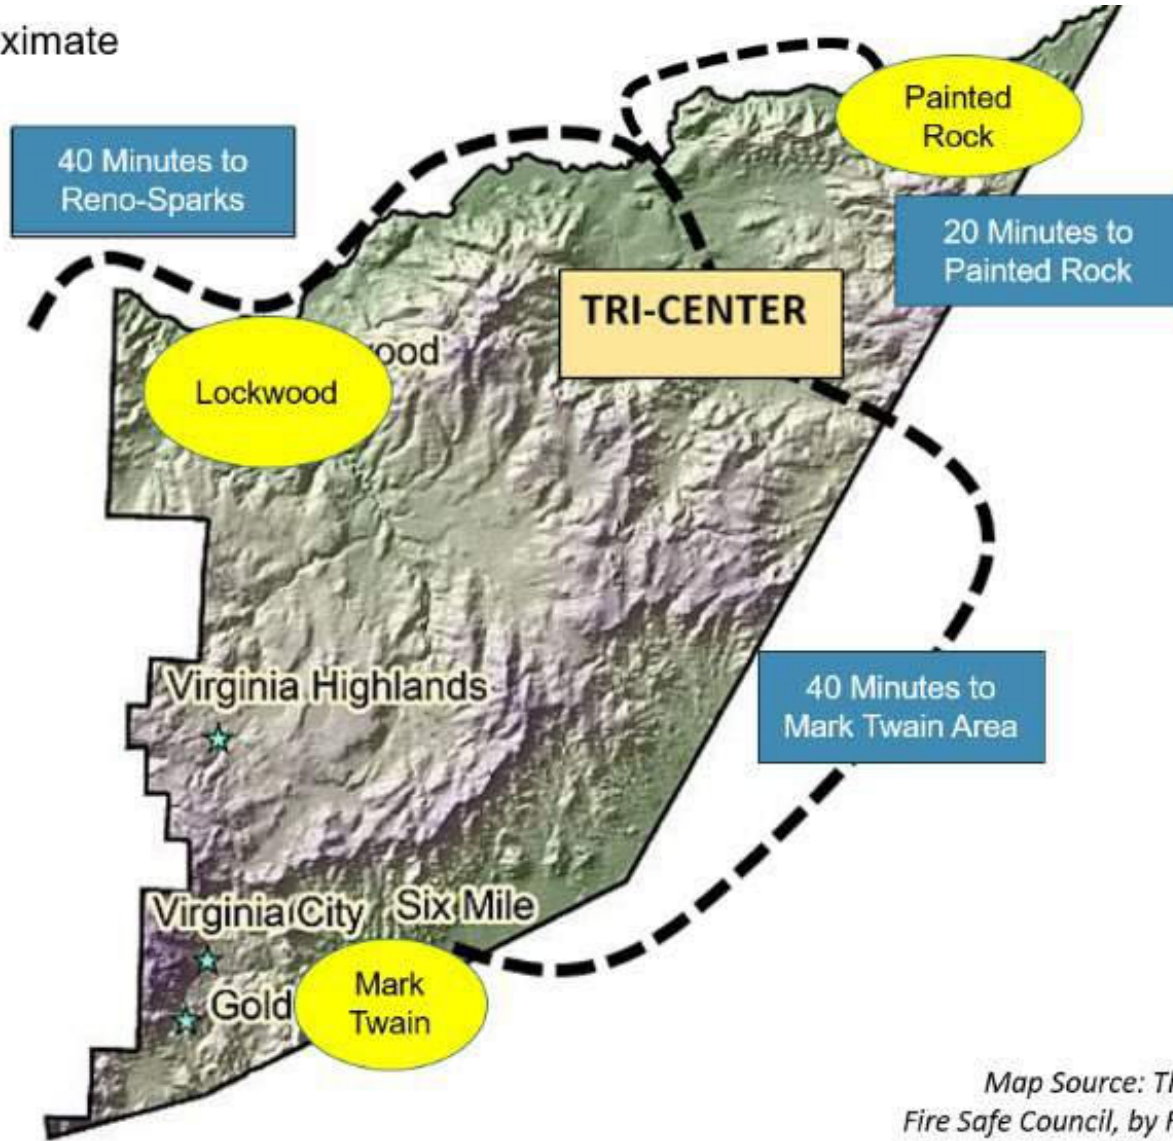 ximate
Painted
Rock
40 Minutes to
Reno-Sparks
20 Minutes to
Painted Rock
TRI-CENTER
ood
Lockwood
Virginia Highlands
40 Minutes to
Mark Twain Area
Virginia City
Six Mile
Gold
Mark
Twain
Map Source: Th
Fire Safe Council, by